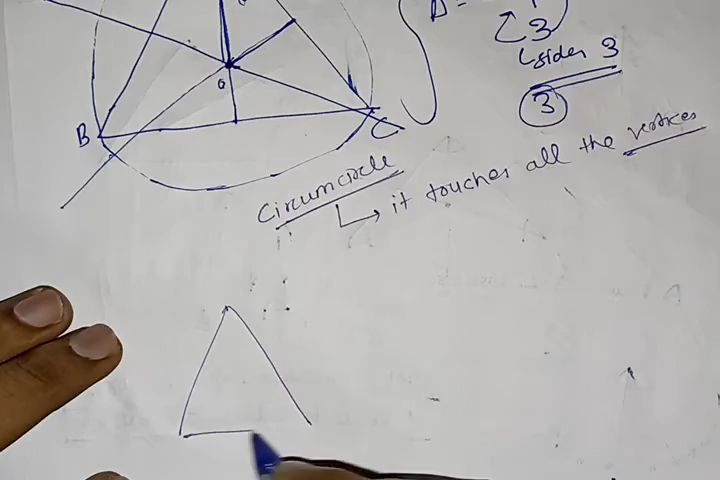 Δ =
3
sides 3
3
O
B
C
Circumcircle
it touches all the vertices